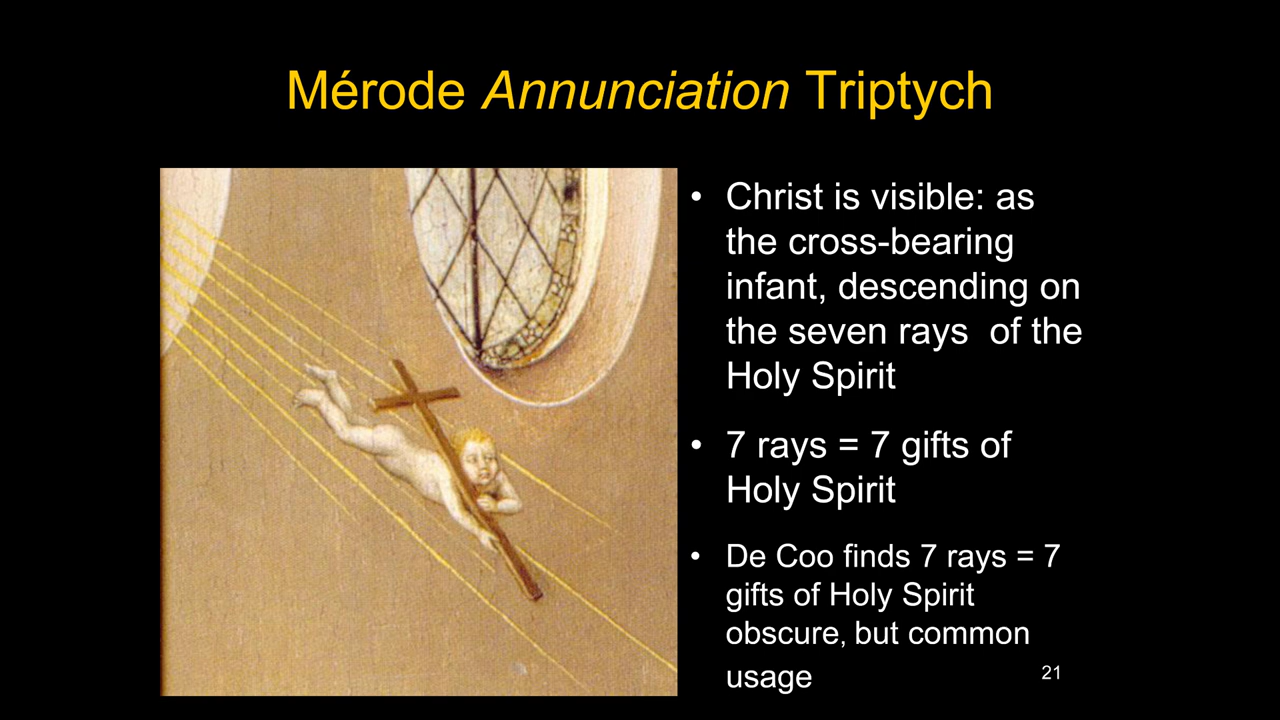 Mérode Annunciation Triptych
• Christ is visible: as
the cross-bearing
infant, descending on
the seven rays of the
Holy Spirit
• 7 rays = 7 gifts of
Holy Spirit
• De Coo finds 7 rays = 7
gifts of Holy Spirit
obscure, but common
usage
21